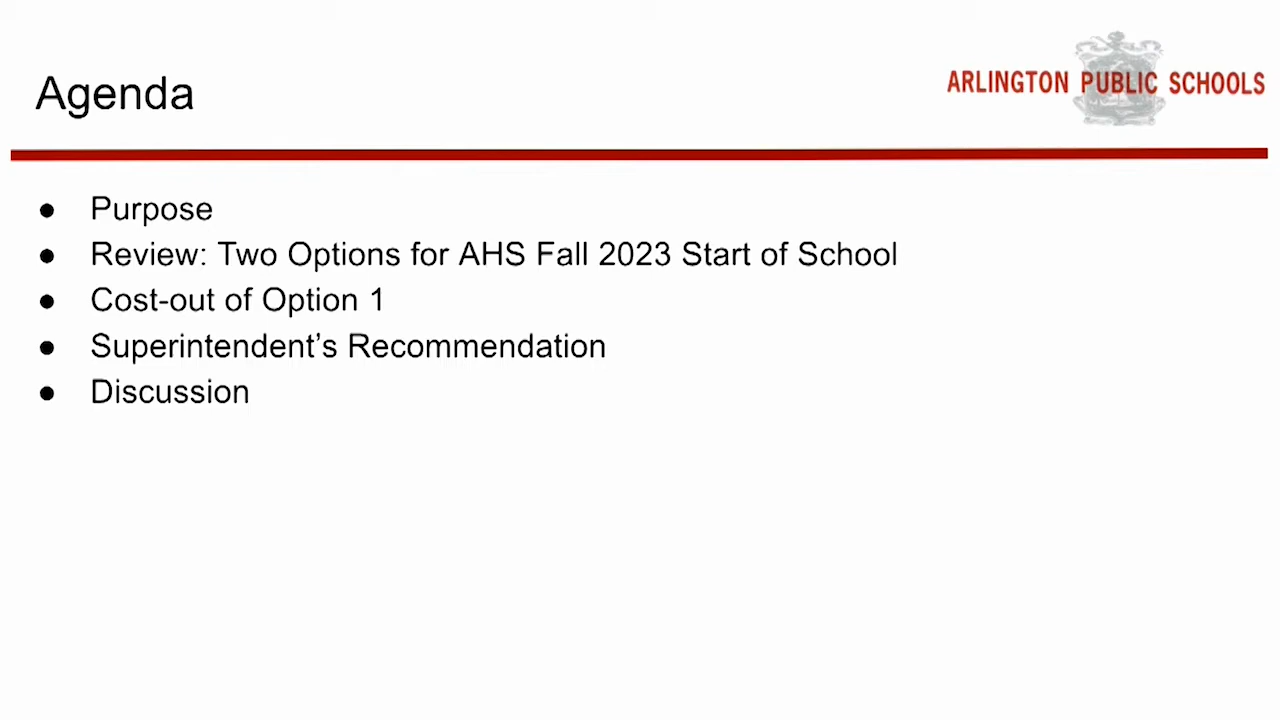 Agenda
ARLINGTON PUBLIC SCHOOLS
● Purpose
● Review: Two Options for AHS Fall 2023 Start of School
● Cost-out of Option 1
● Superintendent’s Recommendation
● Discussion